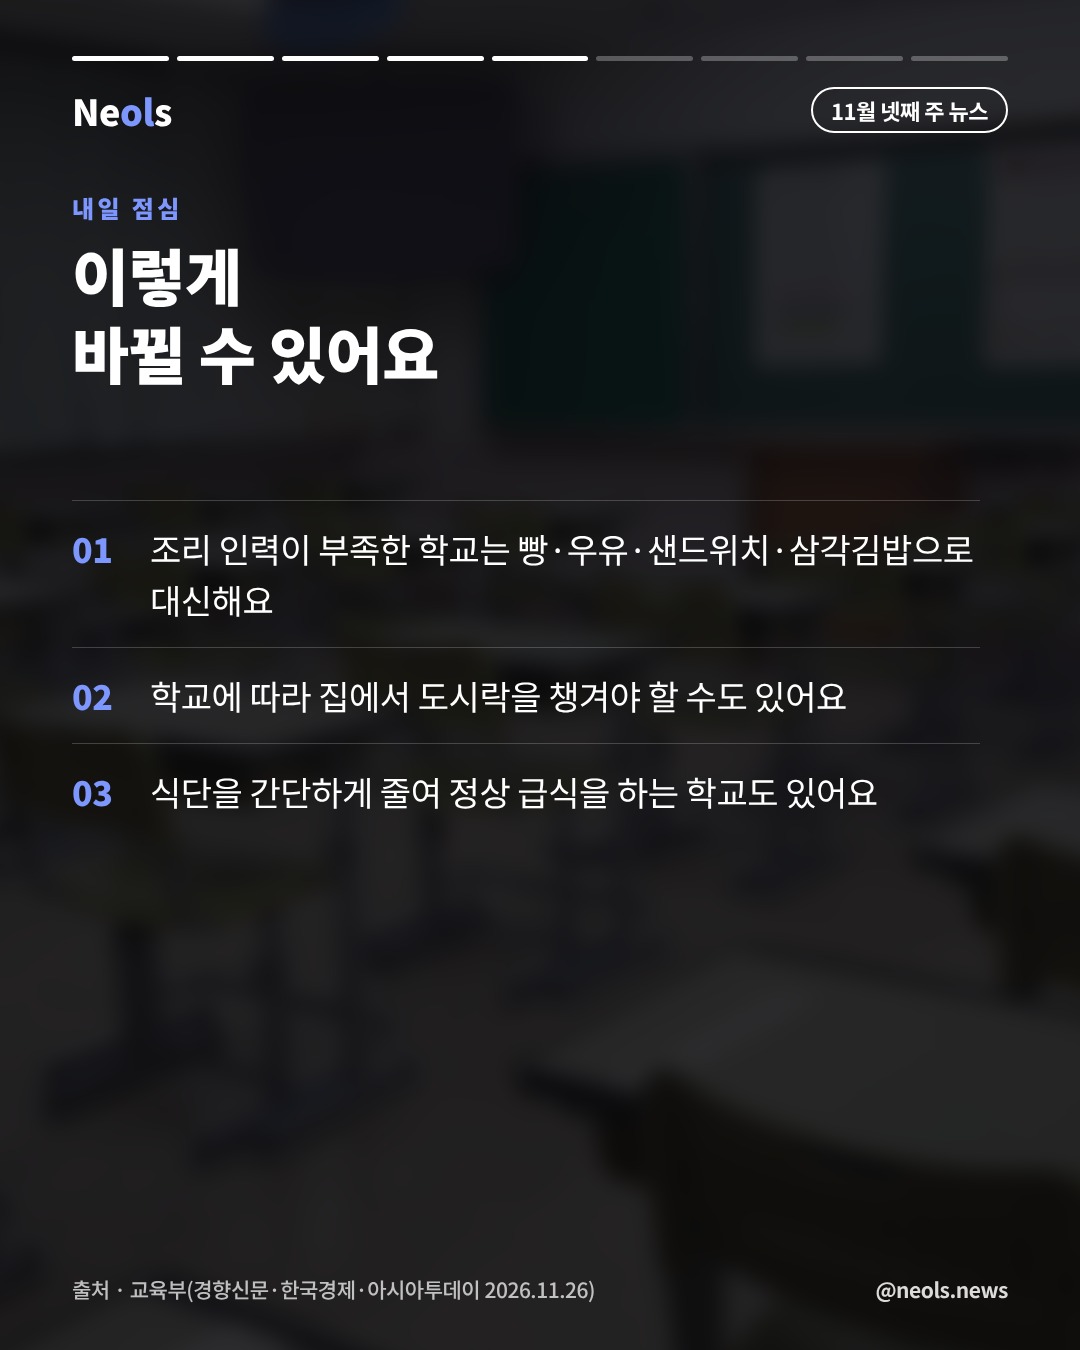 Neols
11월 넷째 주 뉴스
내일 점심
이렇게
바뀔 수 있어요
01 조리 인력이 부족한 학교는 빵·우유·샌드위치·삼각김밥으로
대신해요
02 학교에 따라 집에서 도시락을 챙겨야 할 수도 있어요
03 식단을 간단하게 줄여 정상 급식을 하는 학교도 있어요
출처 · 교육부(경향신문·한국경제·아시아투데이 2026.11.26)
@neols.news